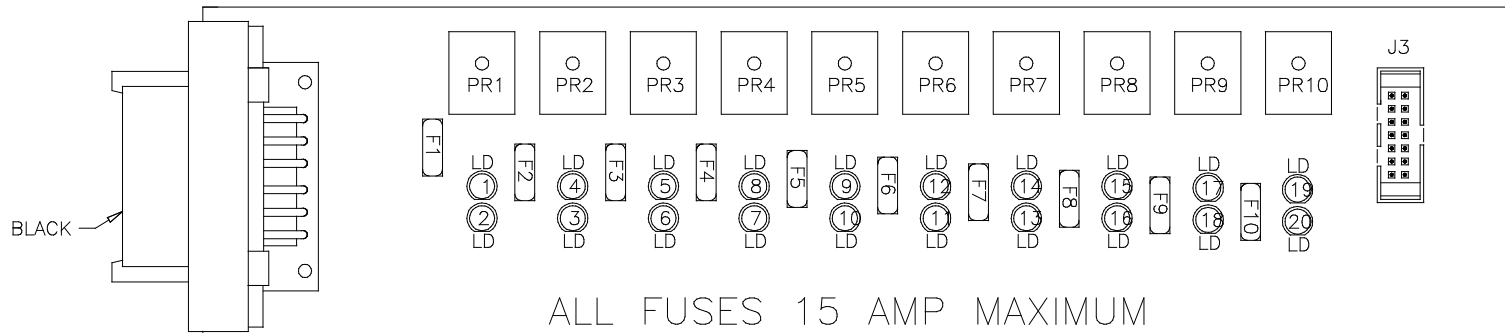 J3
PR1 PR2 PR3 PR4 PR5 PR6 PR7 PR8 PR9 PR10
F1 F2 F3 F4 F5 F6 F7 F8 F9 F10
LD LD LD LD LD LD LD LD LD LD
1 4 5 8 9 12 14 15 17 19
2 3 6 7 10 11 13 16 18 20
LD LD LD LD LD LD LD LD LD LD
BLACK
ALL FUSES 15 AMP MAXIMUM